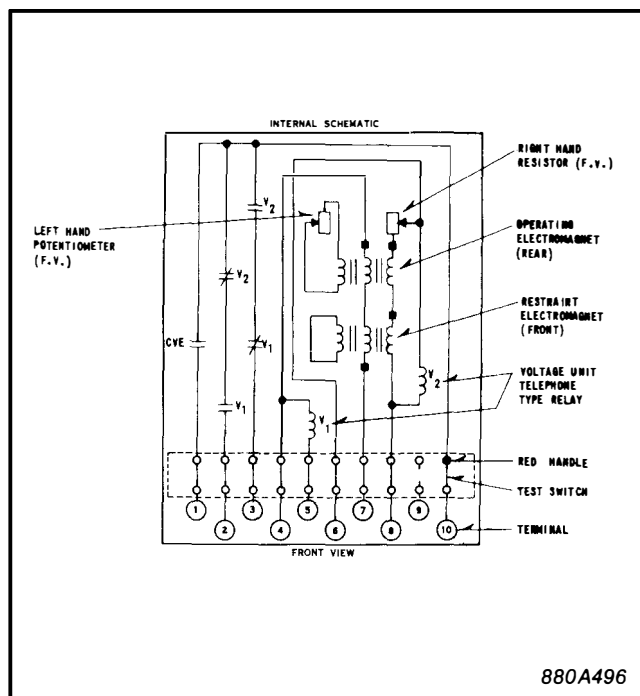 INTERNAL SCHEMATIC
RIGHT HAND
RESISTOR (F.V.)
LEFT HAND
POTENTIOMETER
(F.V.)
V2
OPERATING
ELECTROMAGNET
(REAR)
V2
RESTRAIRT
ELECTROMAGNET
(FRONT)
CVE
V1
V2
VOLTAGE UNIT
TELEPHONE
TYPE RELAY
V1
V1
RED HANDLE
TEST SWITCH
1
2
3
4
5
6
7
8
9
10
TERMINAL
FRONT VIEW
880A496